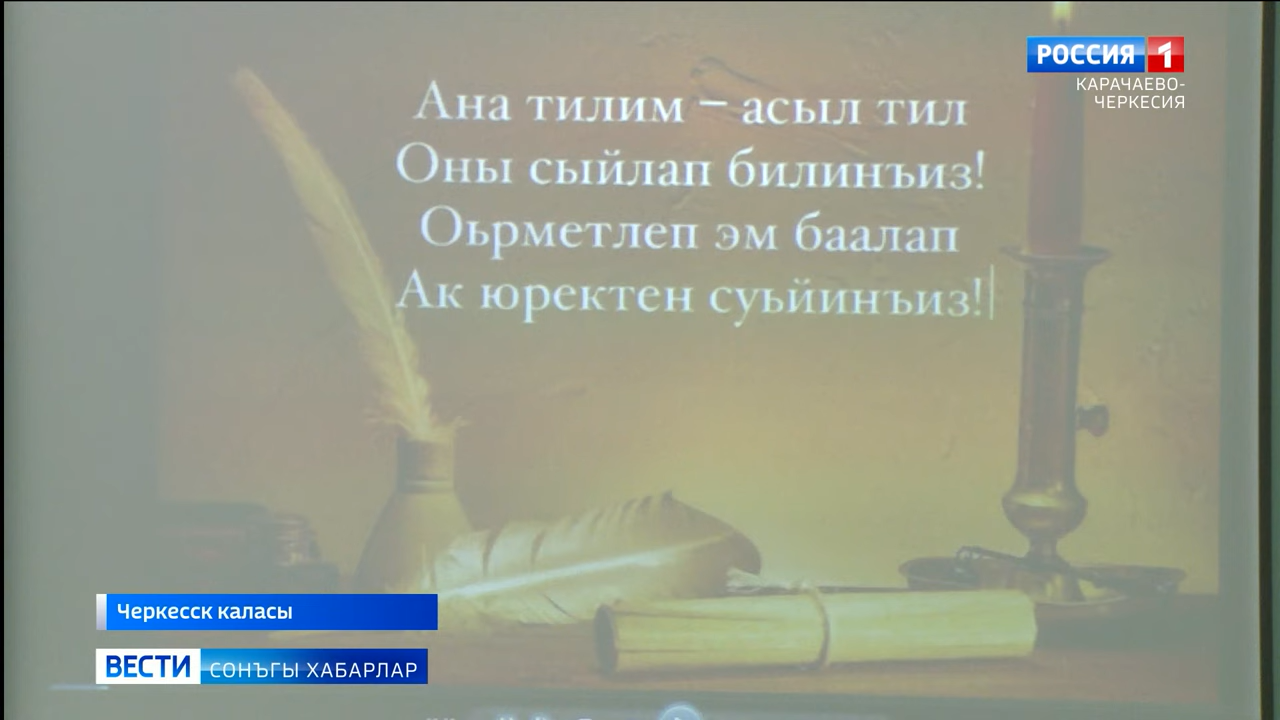 РОССИЯ 1
КАРАЧАЕВО-
ЧЕРКЕСИЯ
Ана тилим – асыл тил
Оны сыйлап билинъиз!
Оьрметлеп эм баалап
Ак юректен суьйинъиз!
Черкесск каласы
ВЕСТИ СОНЪГЫ ХАБАРЛАР